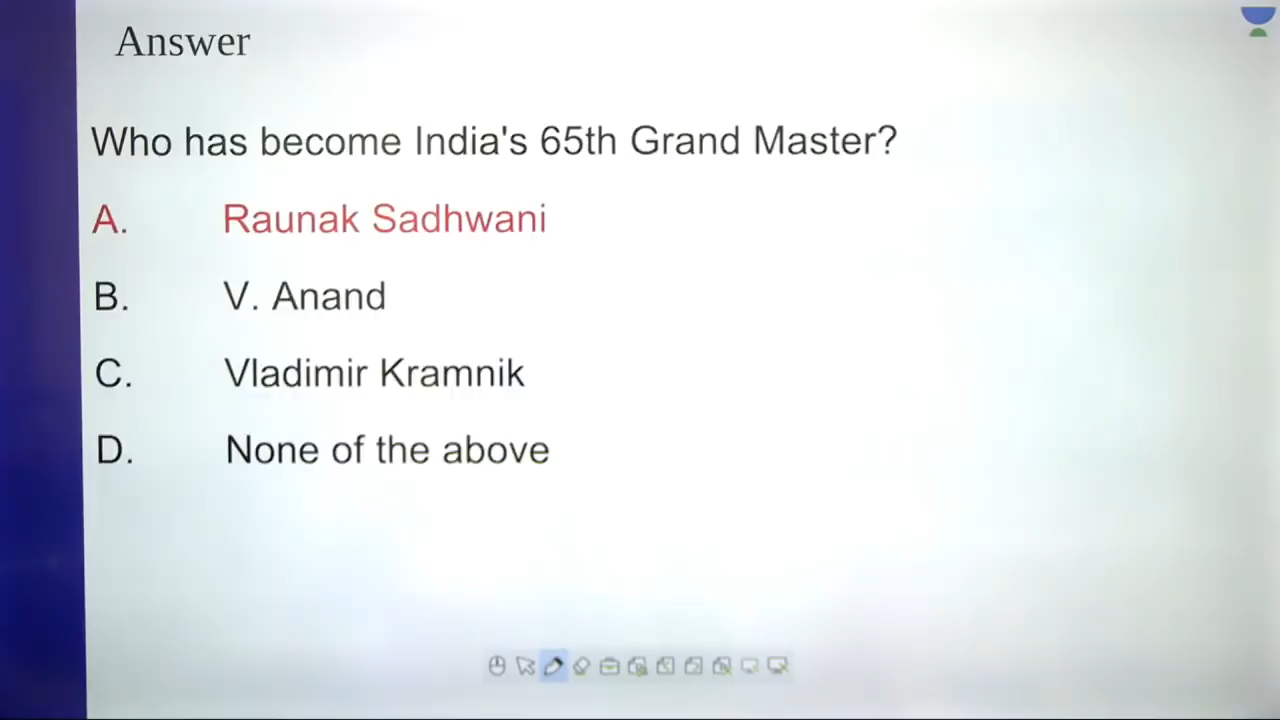 Answer
Who has become India's 65th Grand Master?
A. Raunak Sadhwani
B. V. Anand
C. Vladimir Kramnik
D. None of the above